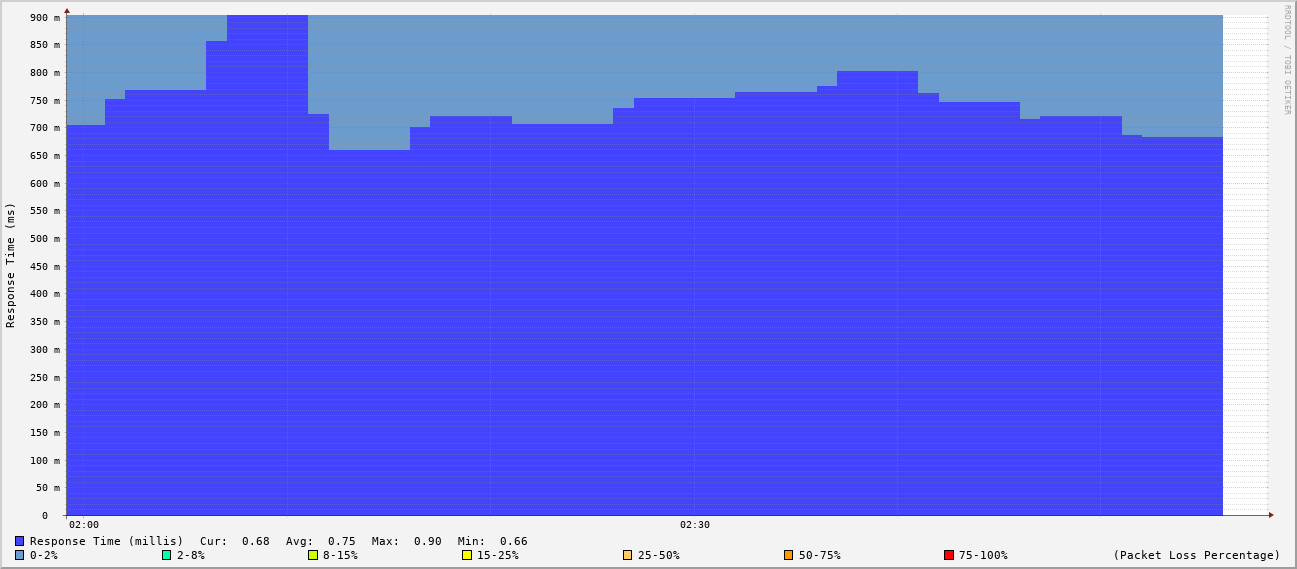 RRDTOOL / TOBI OETIKER
Response Time (ms)
900 m
850 m
800 m
750 m
700 m
650 m
600 m
550 m
500 m
450 m
400 m
350 m
300 m
250 m
200 m
150 m
100 m
50 m
0
02:00 02:30
Response Time (millis) Cur: 0.68 Avg: 0.75 Max: 0.90 Min: 0.66
0-2% 2-8% 8-15% 15-25% 25-50% 50-75% 75-100% (Packet Loss Percentage)